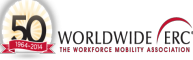 50
1964-2014
WORLDWIDE ERC®
THE WORKFORCE MOBILITY ASSOCIATION